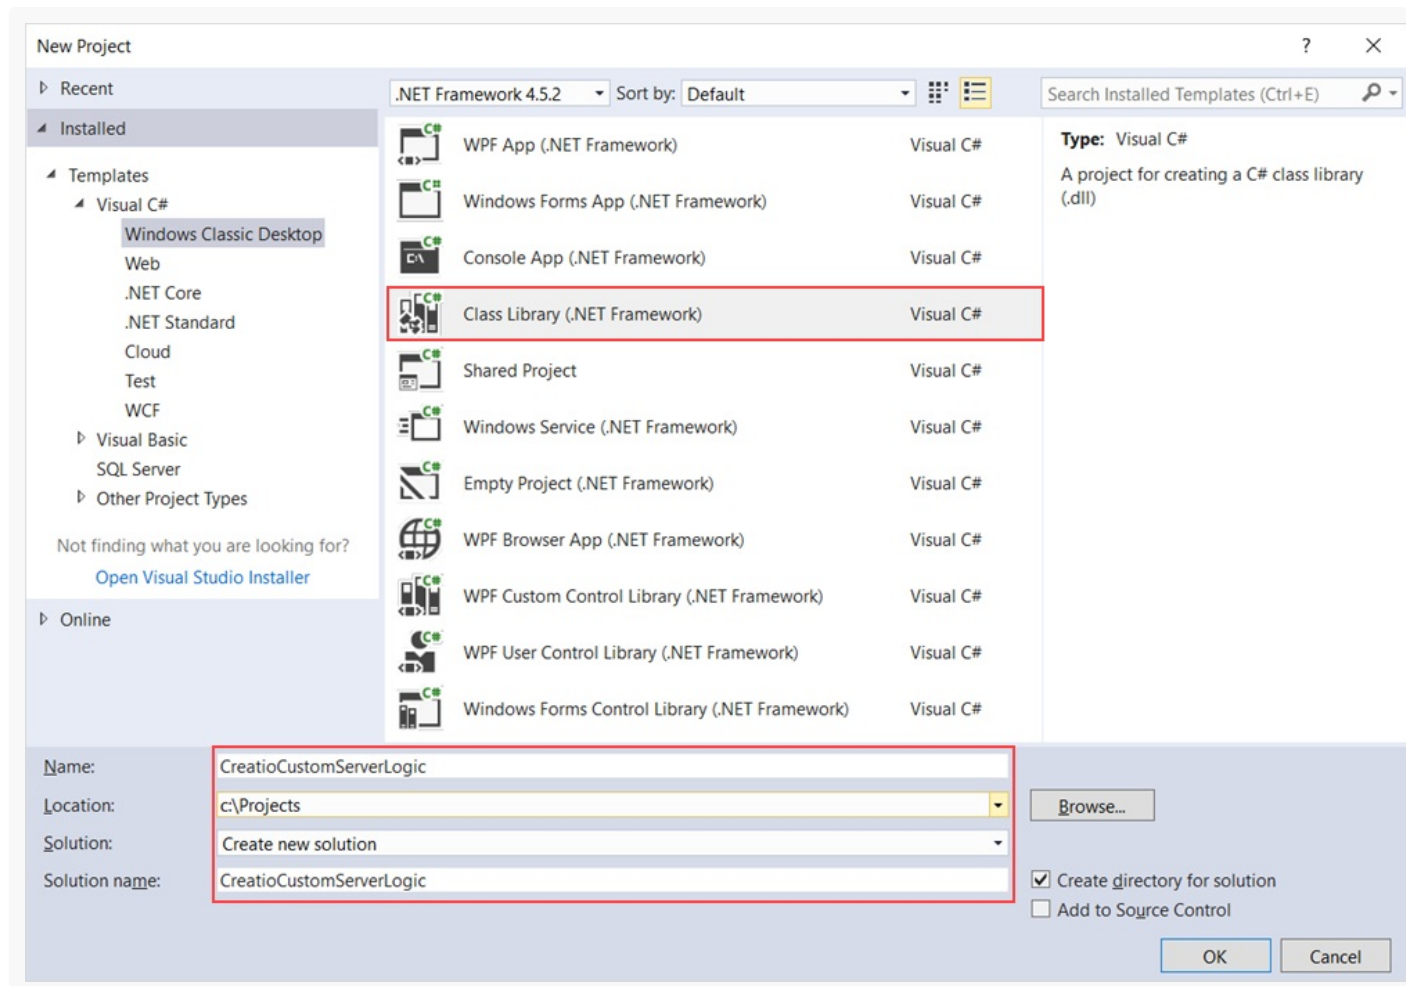 New Project
?
Recent
.NET Framework 4.5.2
Sort by:
Default
Search Installed Templates (Ctrl+E)
Installed
Templates
Visual C#
Windows Classic Desktop
Web
.NET Core
.NET Standard
Cloud
Test
WCF
Visual Basic
SQL Server
Other Project Types
Not finding what you are looking for?
Open Visual Studio Installer
Online
C# WPF App (.NET Framework) Visual C#
C# Windows Forms App (.NET Framework) Visual C#
C# C:\ Console App (.NET Framework) Visual C#
C# Class Library (.NET Framework) Visual C#
C# Shared Project Visual C#
C# Windows Service (.NET Framework) Visual C#
C# Empty Project (.NET Framework) Visual C#
C# WPF Browser App (.NET Framework) Visual C#
C# WPF Custom Control Library (.NET Framework) Visual C#
C# WPF User Control Library (.NET Framework) Visual C#
C# Windows Forms Control Library (.NET Framework) Visual C#
Type: Visual C#
A project for creating a C# class library
(.dll)
Name: CreatioCustomServerLogic
Location: c:\Projects
Browse...
Solution: Create new solution
Solution name: CreatioCustomServerLogic
Create directory for solution
Add to Source Control
OK
Cancel